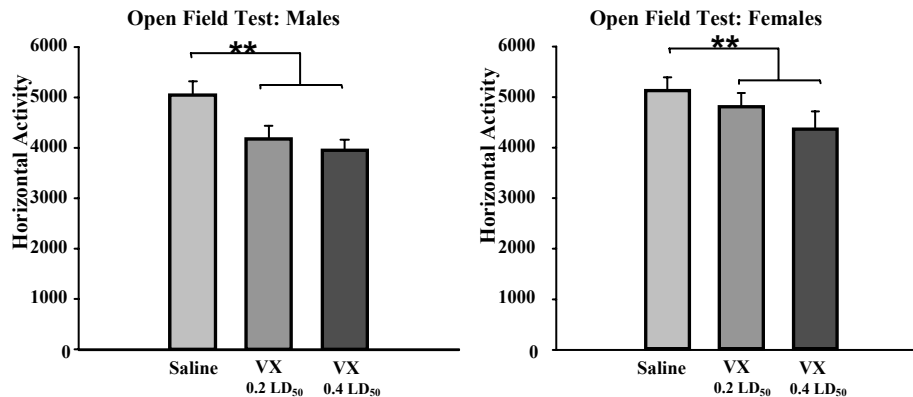 Open Field Test: Males
**
Horizontal Activity
6000
5000
4000
3000
2000
1000
0
Saline
VX
0.2 LD₅₀
VX
0.4 LD₅₀
Open Field Test: Females
**
Horizontal Activity
6000
5000
4000
3000
2000
1000
0
Saline
VX
0.2 LD₅₀
VX
0.4 LD₅₀